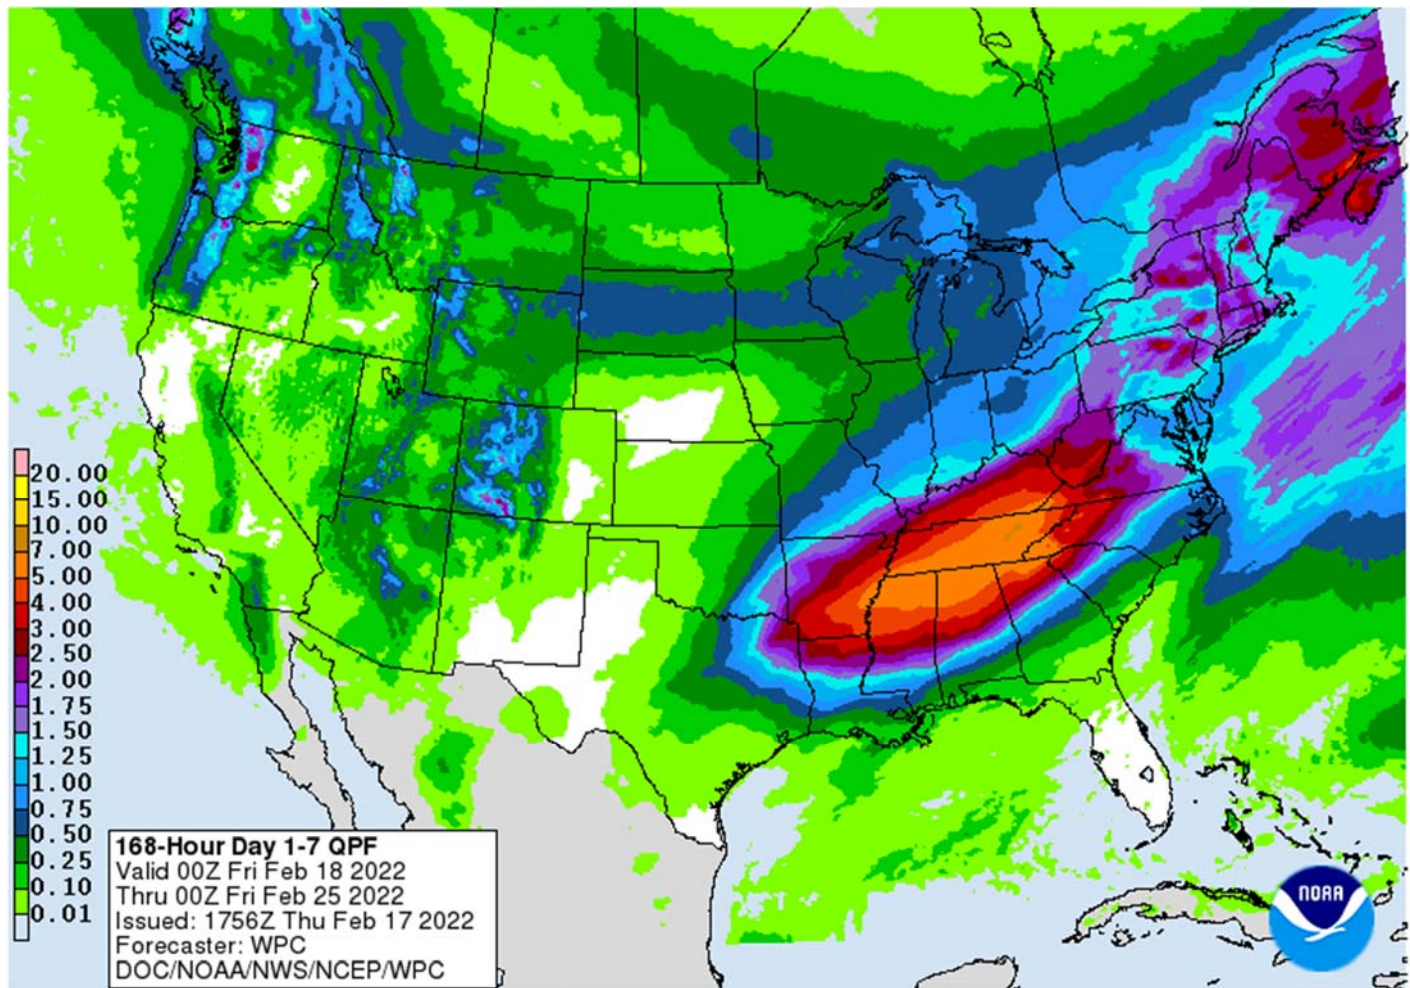 20.00
15.00
10.00
7.00
5.00
4.00
3.00
2.50
2.00
1.75
1.50
1.25
1.00
0.75
0.50
0.25
0.10
0.01
168-Hour Day 1-7 QPF
Valid 00Z Fri Feb 18 2022
Thru 00Z Fri Feb 25 2022
Issued: 1756Z Thu Feb 17 2022
Forecaster: WPC
DOC/NOAA/NWS/NCEP/WPC
NOAA